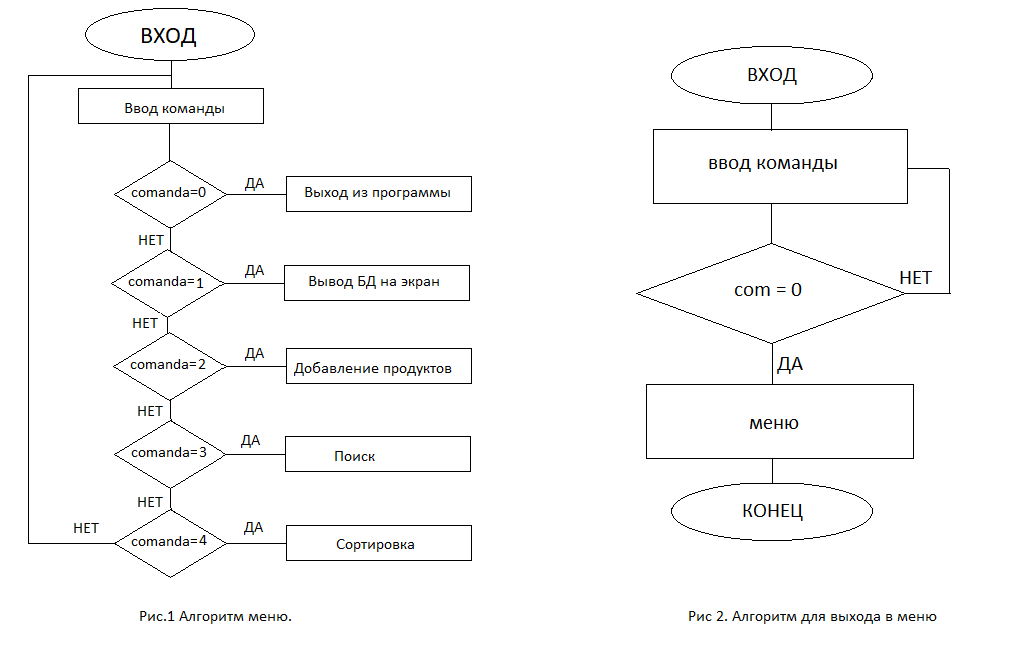 ВХОД
Ввод команды
comanda=0
ДА
Выход из программы
НЕТ
comanda=1
ДА
Вывод БД на экран
НЕТ
comanda=2
ДА
Добавление продуктов
НЕТ
comanda=3
ДА
Поиск
НЕТ
comanda=4
ДА
Сортировка
НЕТ
Рис.1 Алгоритм меню.
ВХОД
ввод команды
com = 0
НЕТ
ДА
меню
КОНЕЦ
Рис 2. Алгоритм для выхода в меню